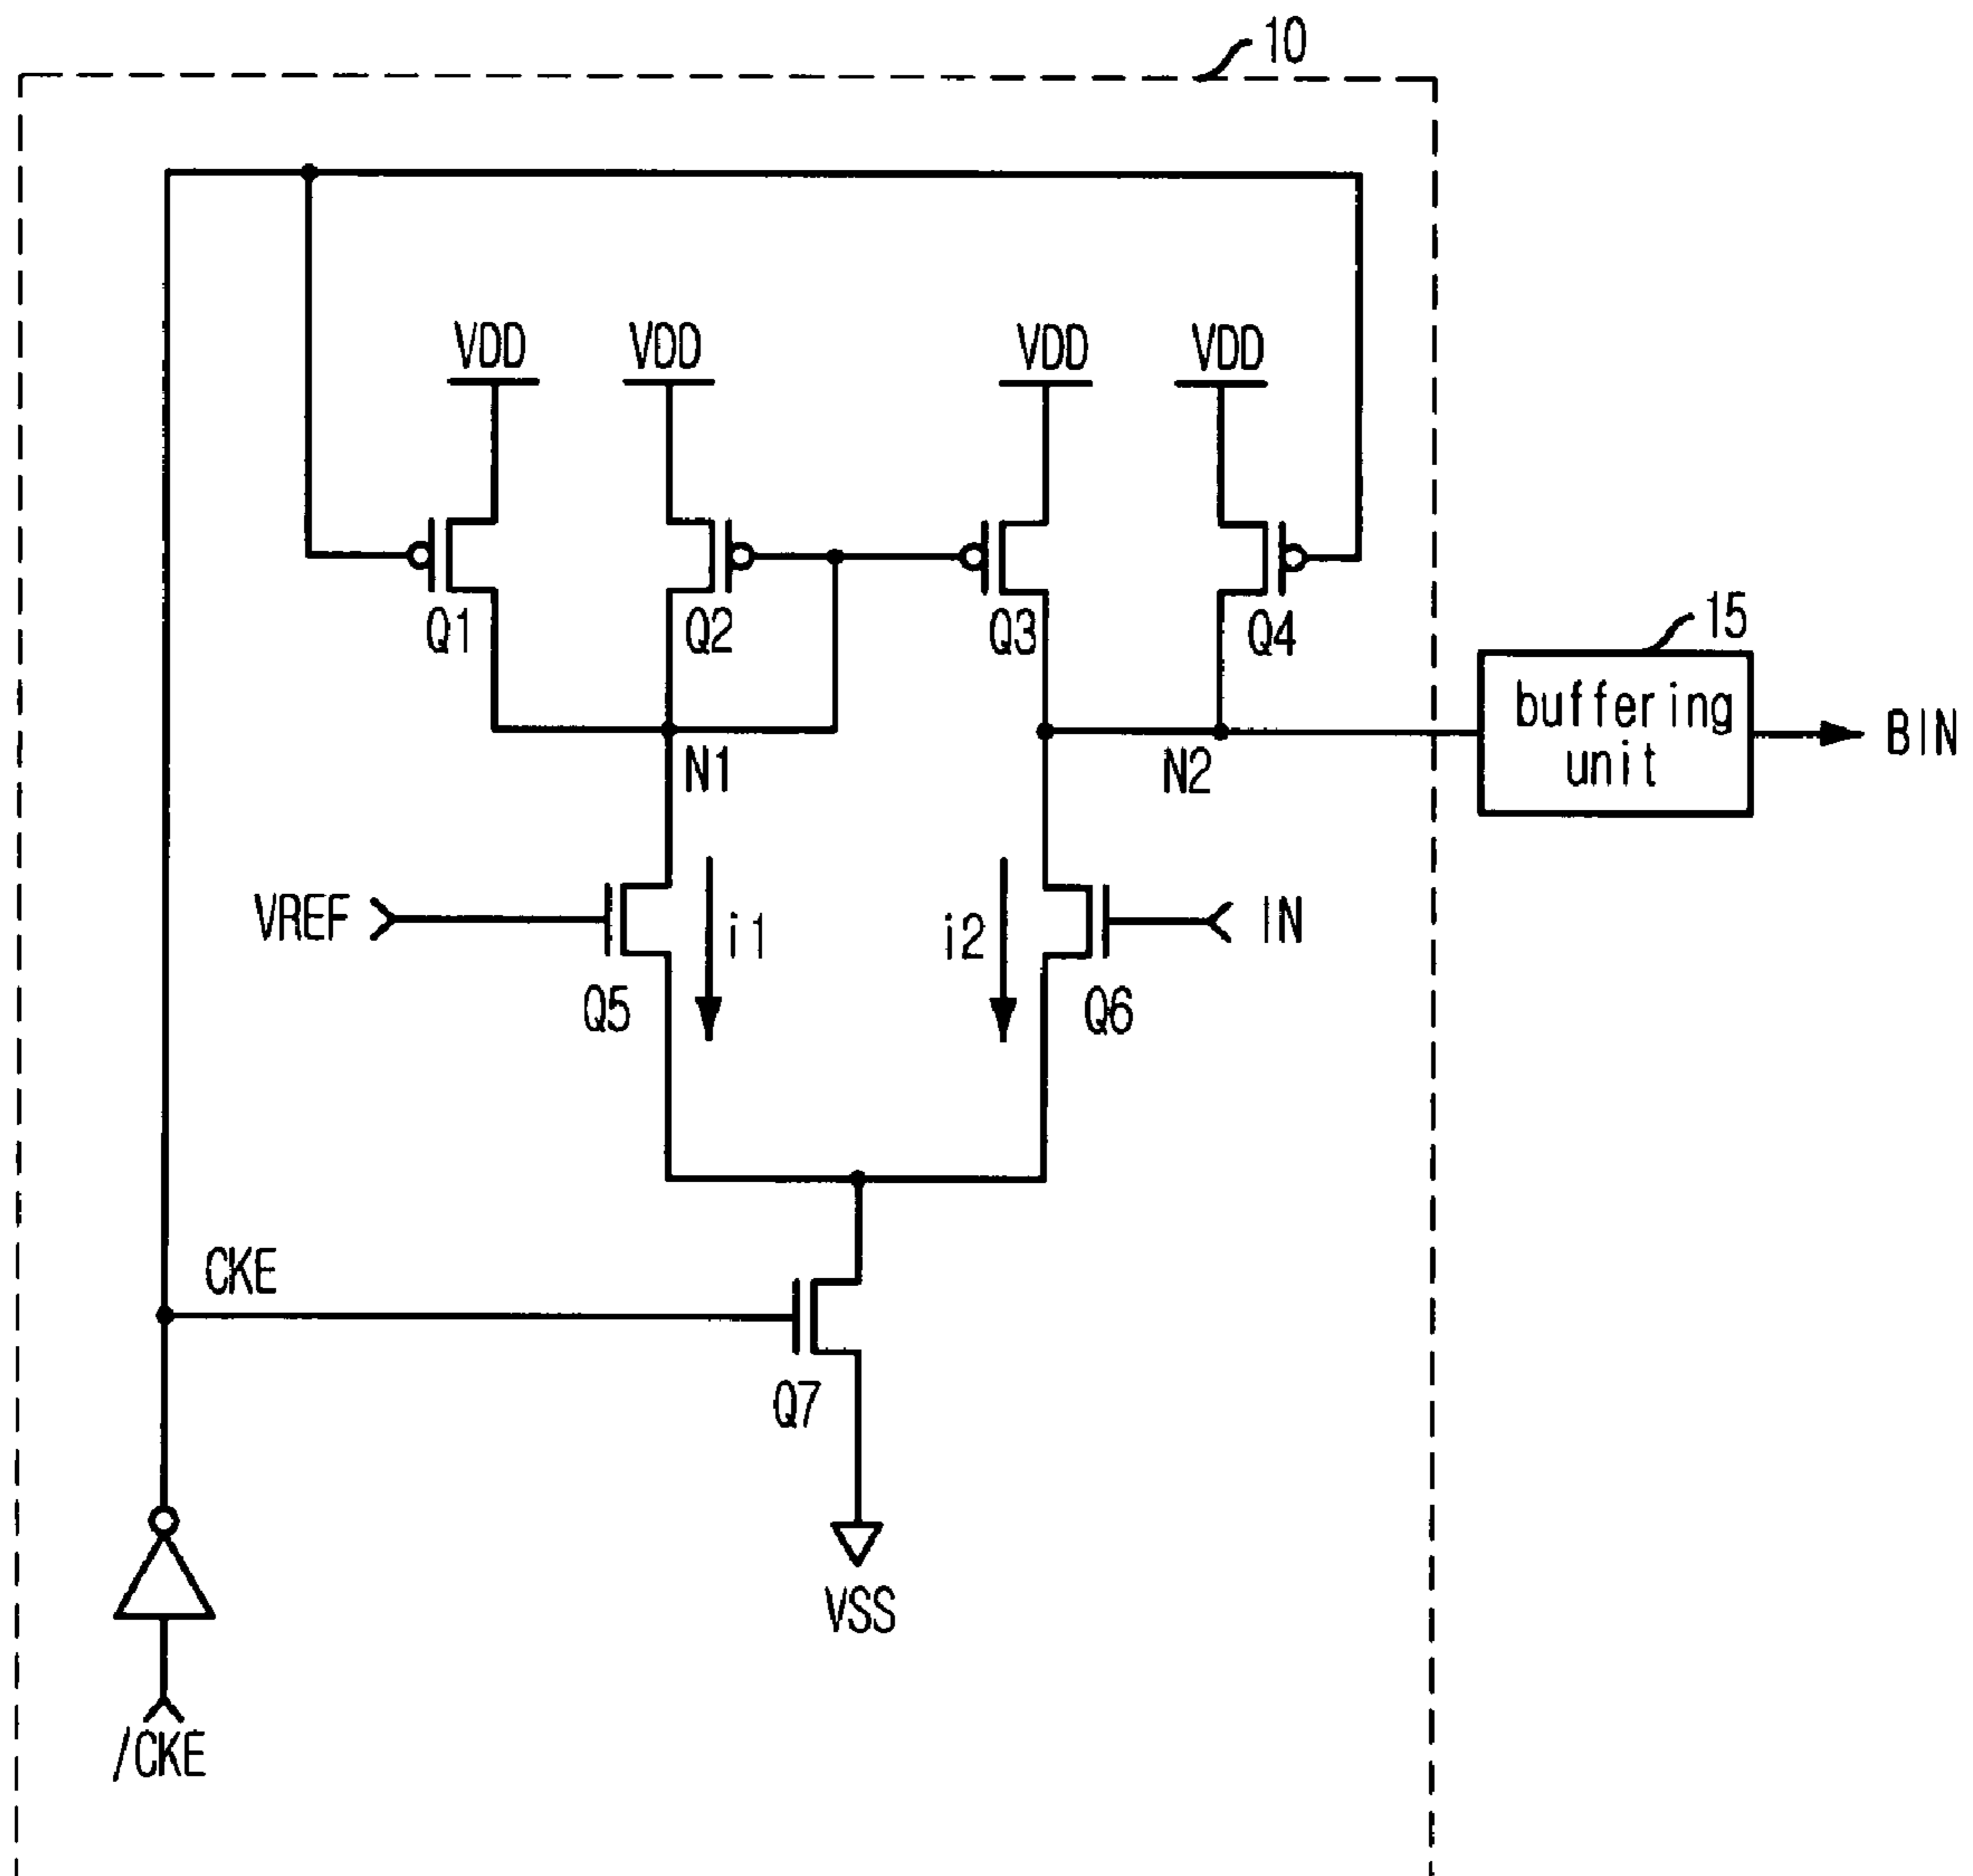 10
VDD VDD VDD VDD
Q1 Q2 Q3 Q4
15
buffering
unit
BIN
N1 N2
VREF i1 i2 IN
Q5 Q6
CKE
Q7
VSS
/CKE